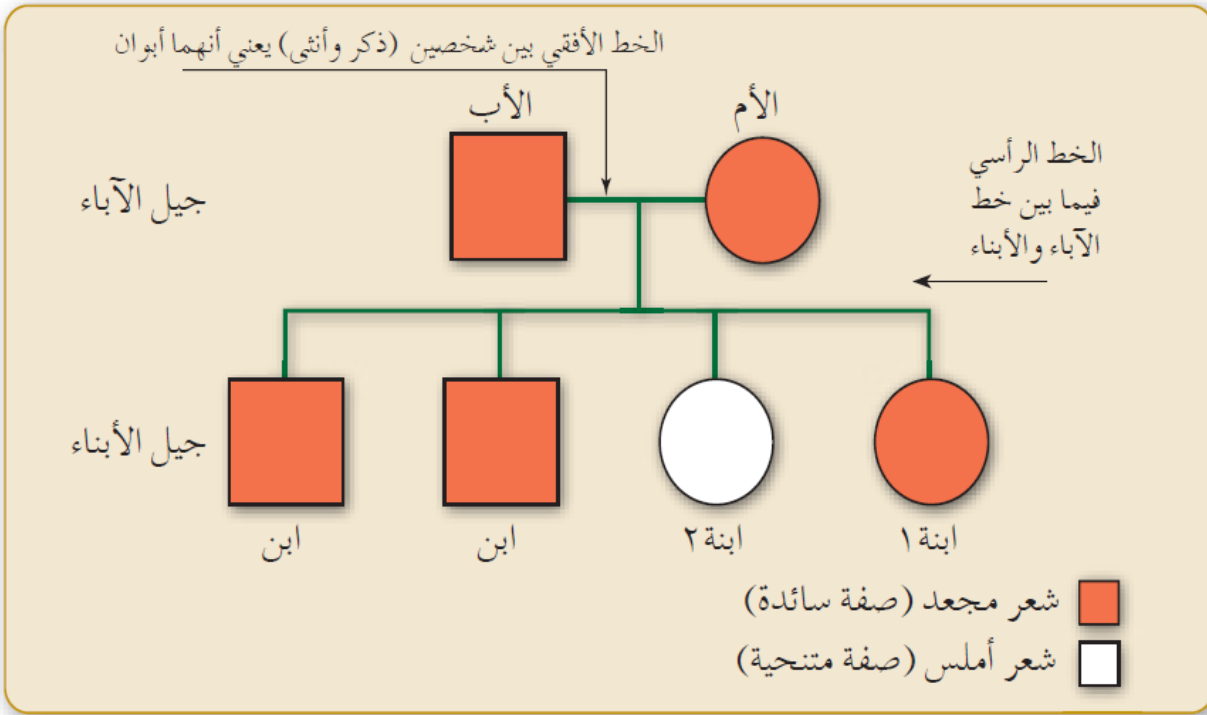 الخط الأفقي بين شخصين (ذكر وأنثى) يعني أنهما أبوان
الأم
الأب
الخط الرأسي
فيما بين خط
الآباء والأبناء
جيل الآباء
جيل الأبناء
ابنة ١
ابنة ٢
ابن
ابن
شعر مجعد (صفة سائدة)
شعر أملس (صفة متنحية)